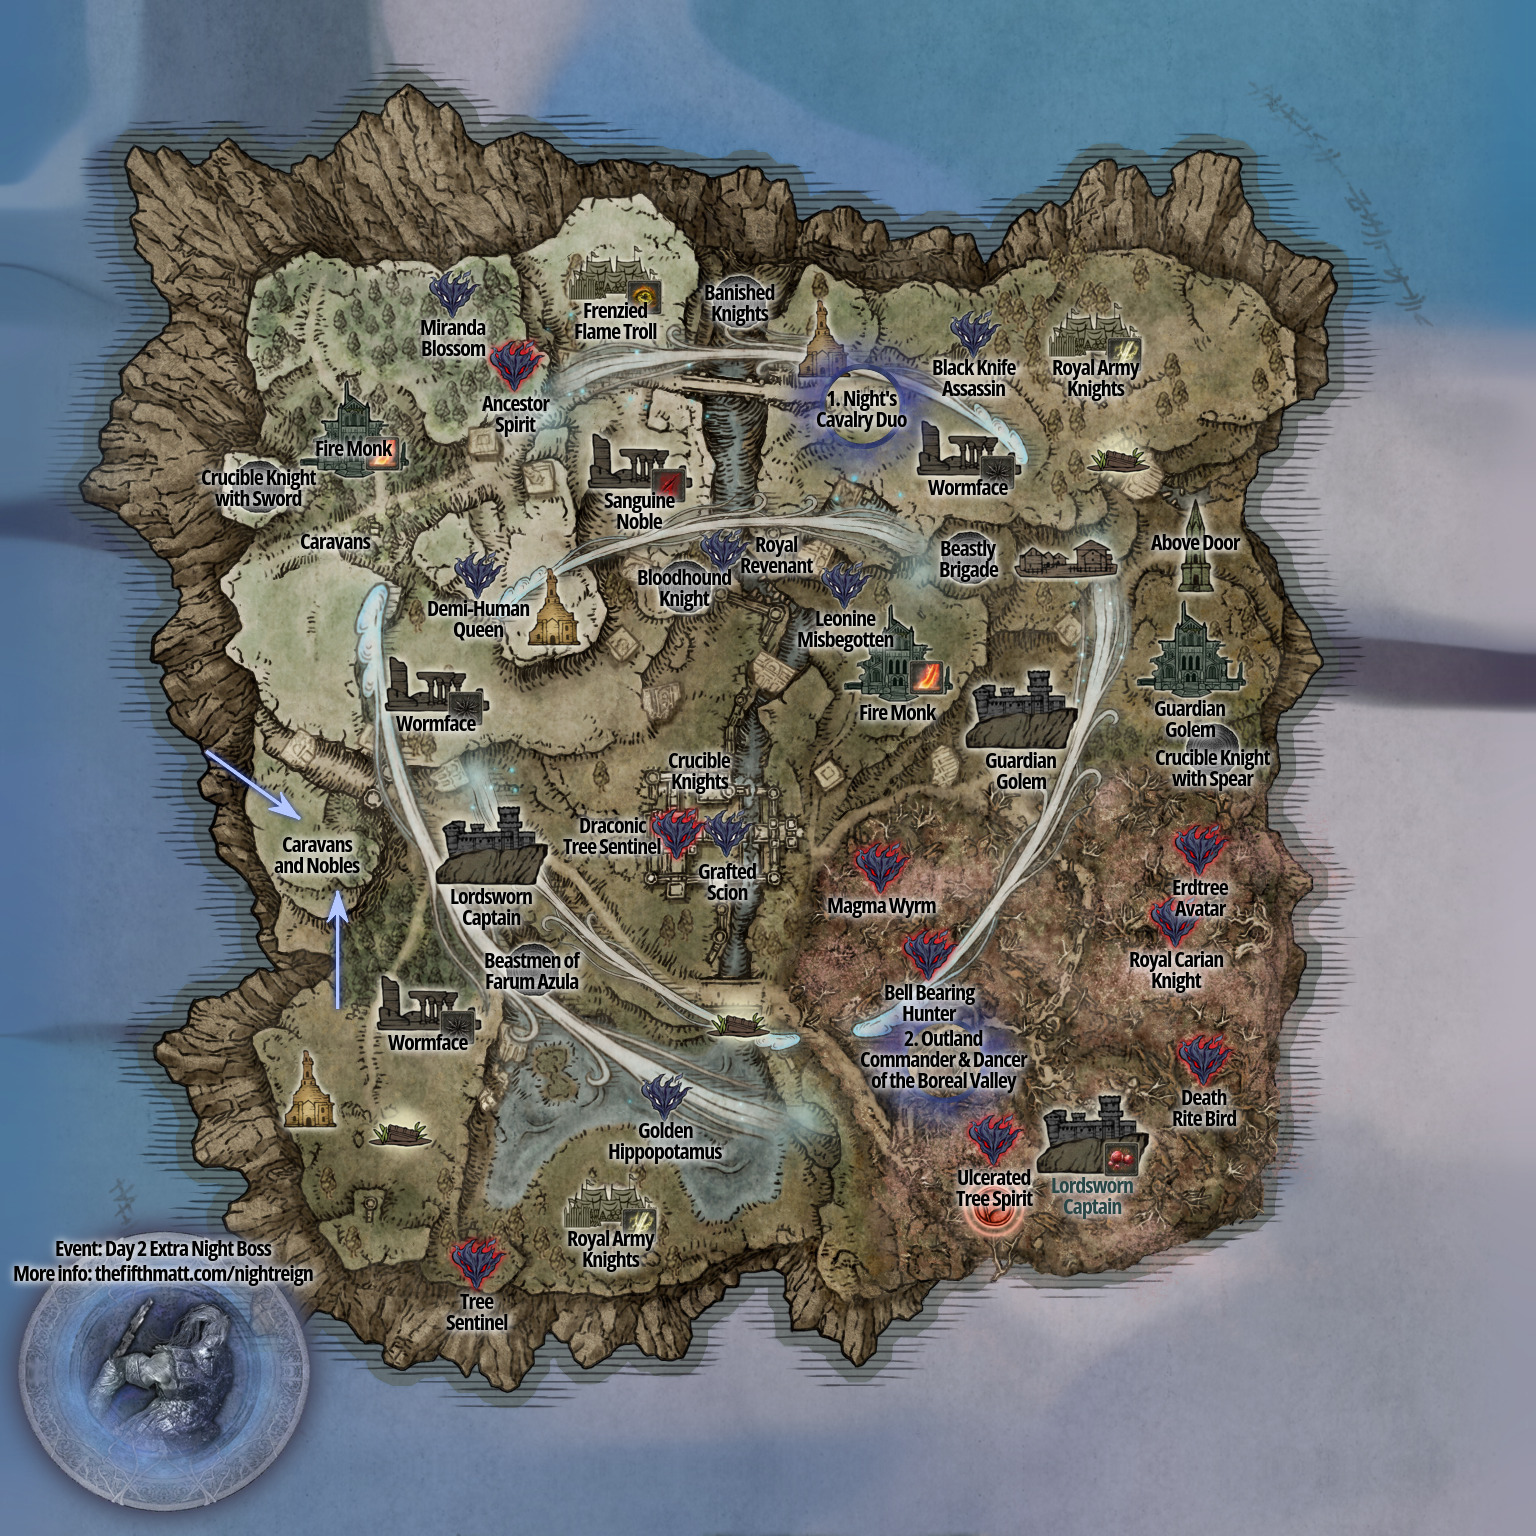 Miranda
Blossom
Frenzied
Flame Troll
Banished
Knights
Ancestor
Spirit
1. Night's
Cavalry Duo
Black Knife
Assassin
Royal Army
Knights
Fire Monk
Crucible Knight
with Sword
Sanguine
Noble
Wormface
Caravans
Royal
Revenant
Beastly
Brigade
Above Door
Bloodhound
Knight
Demi-Human
Queen
Leonine
Misbegotten
Wormface
Fire Monk
Guardian
Golem
Guardian
Golem
Crucible Knight
with Spear
Crucible
Knights
Draconic
Tree Sentinel
Grafted
Scion
Caravans
and Nobles
Lordsworn
Captain
Magma Wyrm
Erdtree
Avatar
Royal Carian
Knight
Beastmen of
Farum Azula
Bell Bearing
Hunter
Wormface
2. Outland
Commander & Dancer
of the Boreal Valley
Death
Rite Bird
Golden
Hippopotamus
Ulcerated
Tree Spirit
Lordsworn
Captain
Royal Army
Knights
Tree
Sentinel
Event: Day 2 Extra Night Boss
More info: thefifthmatt.com/nightreign